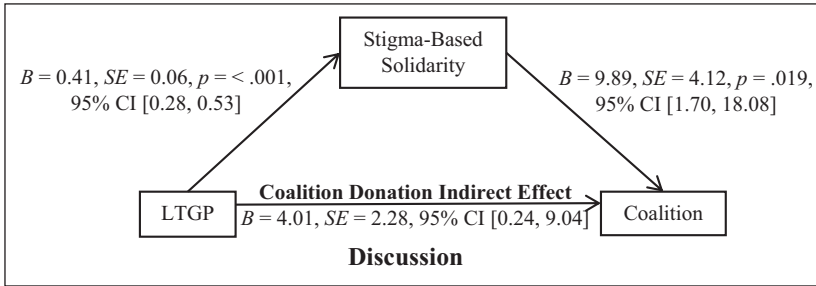 Stigma-Based
Solidarity
B = 0.41, SE = 0.06, p = < .001,
95% CI [0.28, 0.53]
B = 9.89, SE = 4.12, p = .019,
95% CI [1.70, 18.08]
Coalition Donation Indirect Effect
LTGP
B = 4.01, SE = 2.28, 95% CI [0.24, 9.04]
Coalition
Discussion